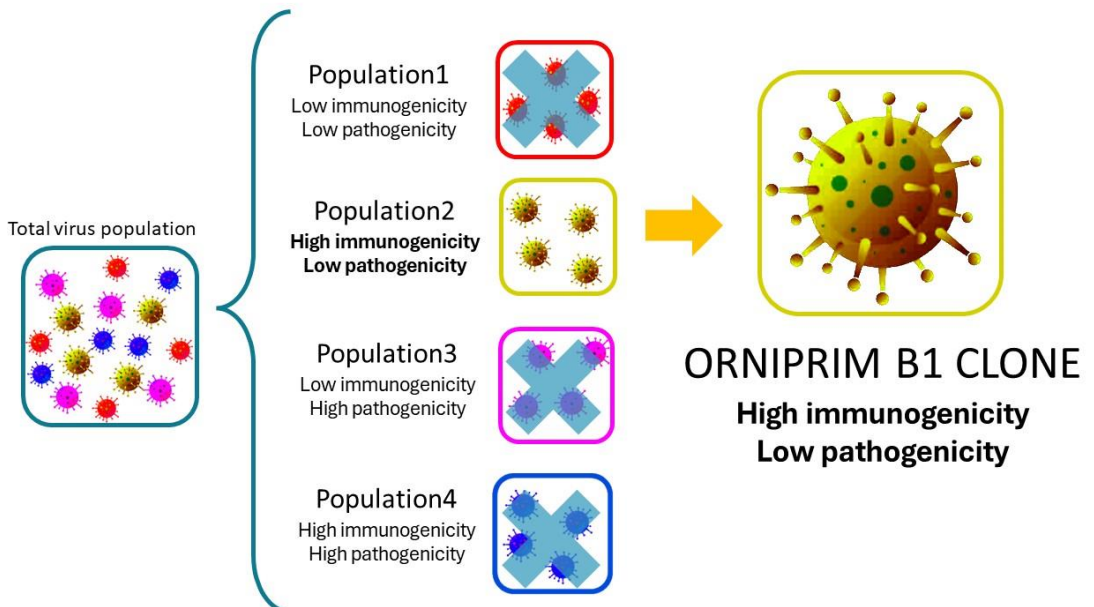 Total virus population
Population1
Low immunogenicity
Low pathogenicity
Population2
High immunogenicity
Low pathogenicity
Population3
Low immunogenicity
High pathogenicity
Population4
High immunogenicity
High pathogenicity
ORNIPRIM B1 CLONE
High immunogenicity
Low pathogenicity